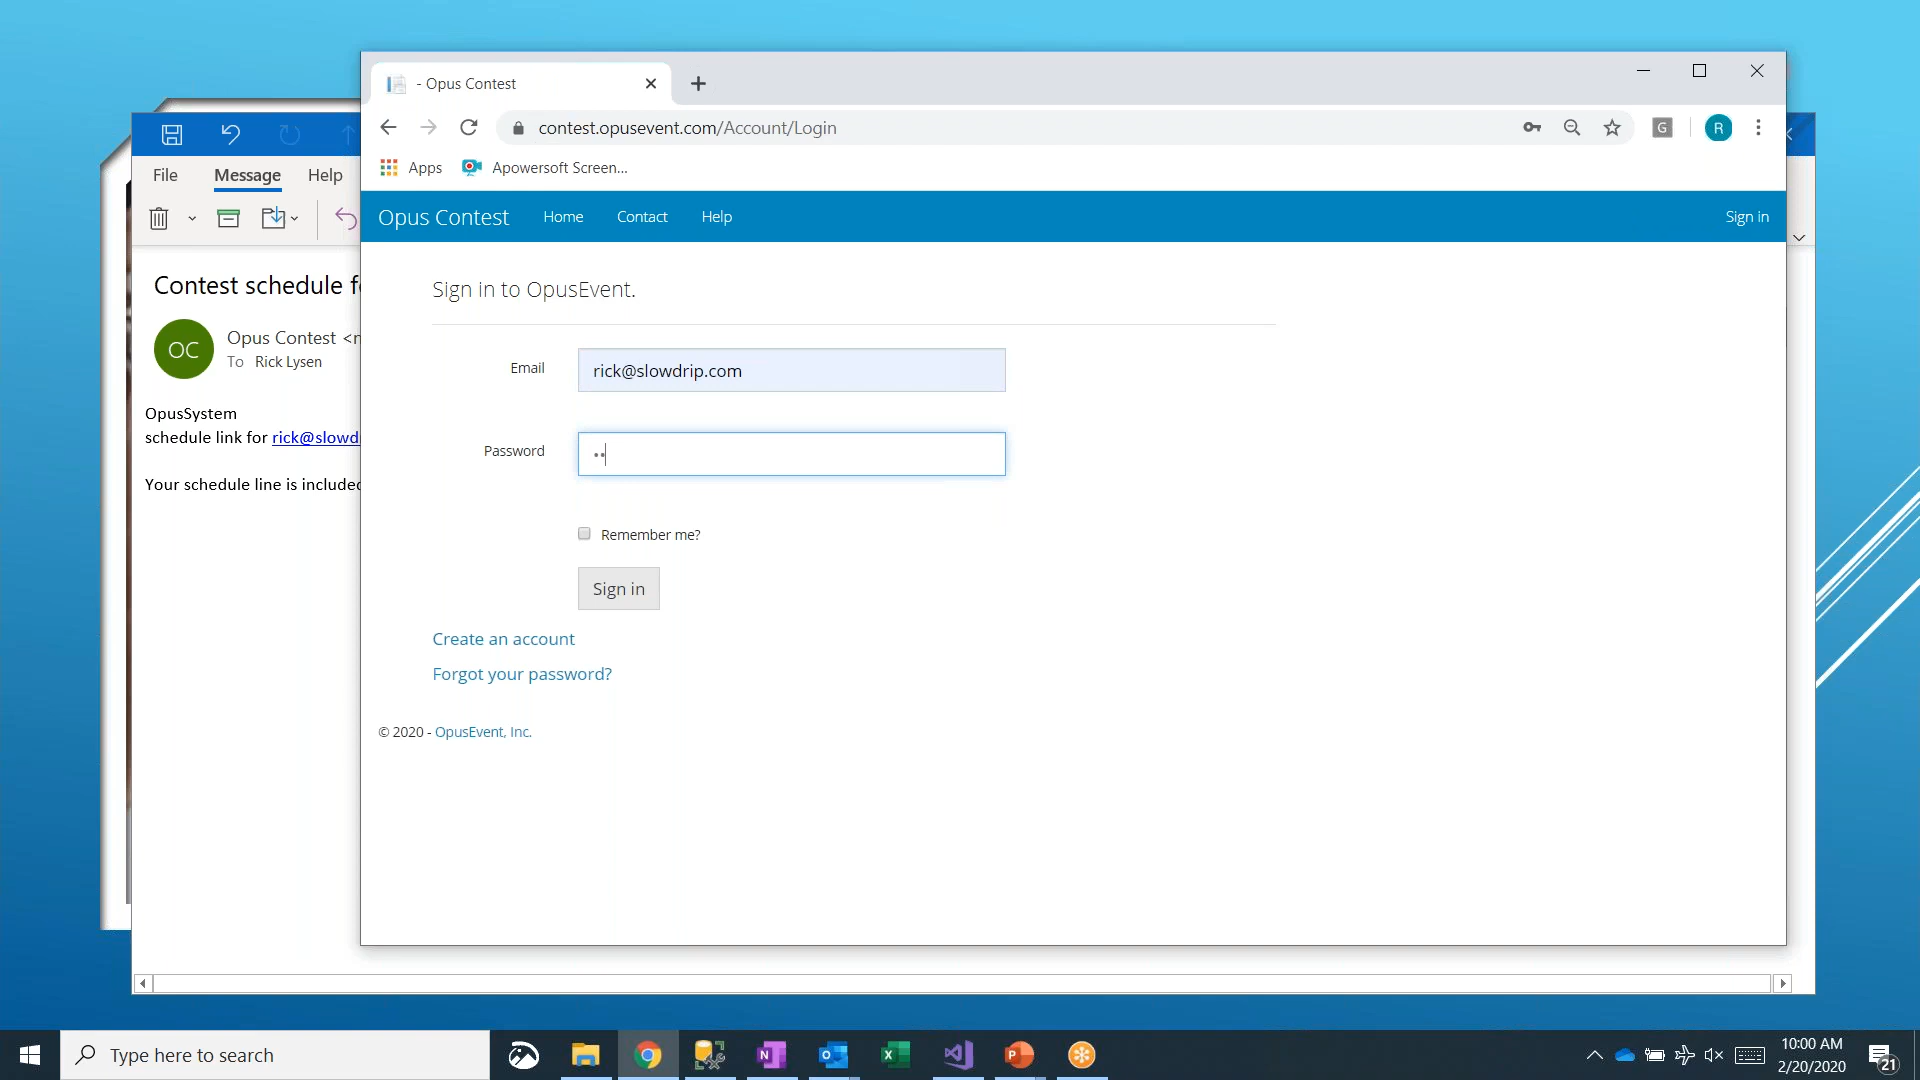 - Opus Contest
contest.opusevent.com/Account/Login
G
R
Apps
Apowersoft Screen...
File
Message
Help
Opus Contest
Home
Contact
Help
Sign in
Contest schedule
OC
Opus Contest <
To Rick Lysen
OpusSystem
schedule link for rick@slowd
Your schedule line is included
Sign in to OpusEvent.
Email
rick@slowdrip.com
Password
Remember me?
Sign in
Create an account
Forgot your password?
© 2020 - OpusEvent, Inc.
Type here to search
N
O
X
P
10:00 AM
2/20/2020
21